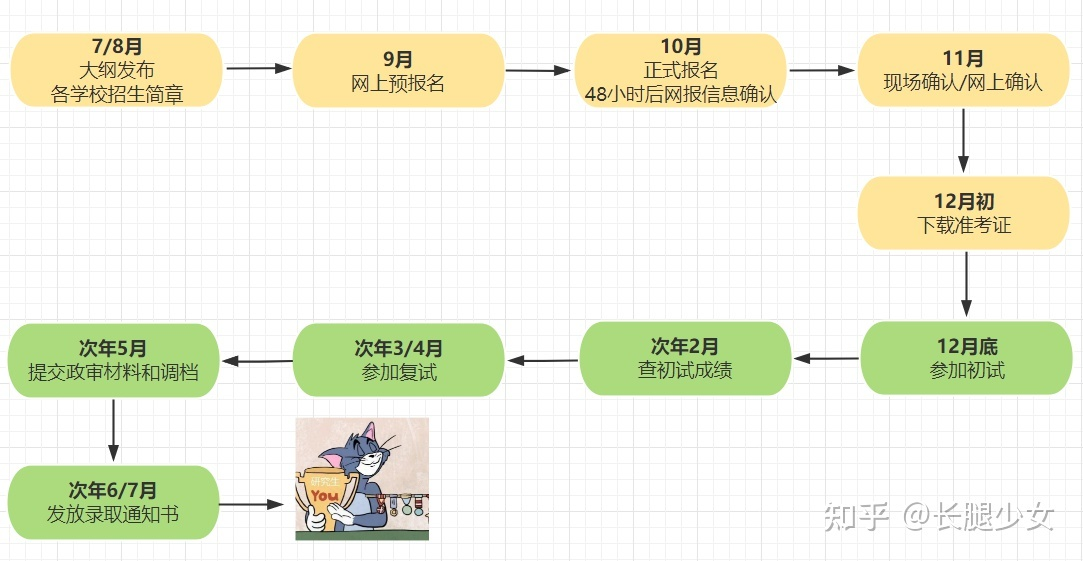 7/8月
大纲发布
各学校招生简章
9月
网上预报名
10月
正式报名
48小时后网报信息确认
11月
现场确认/网上确认
12月初
下载准考证
12月底
参加初试
次年2月
查初试成绩
次年3/4月
参加复试
次年5月
提交政审材料和调档
次年6/7月
发放录取通知书
研究生
You
知乎 @长腿少女